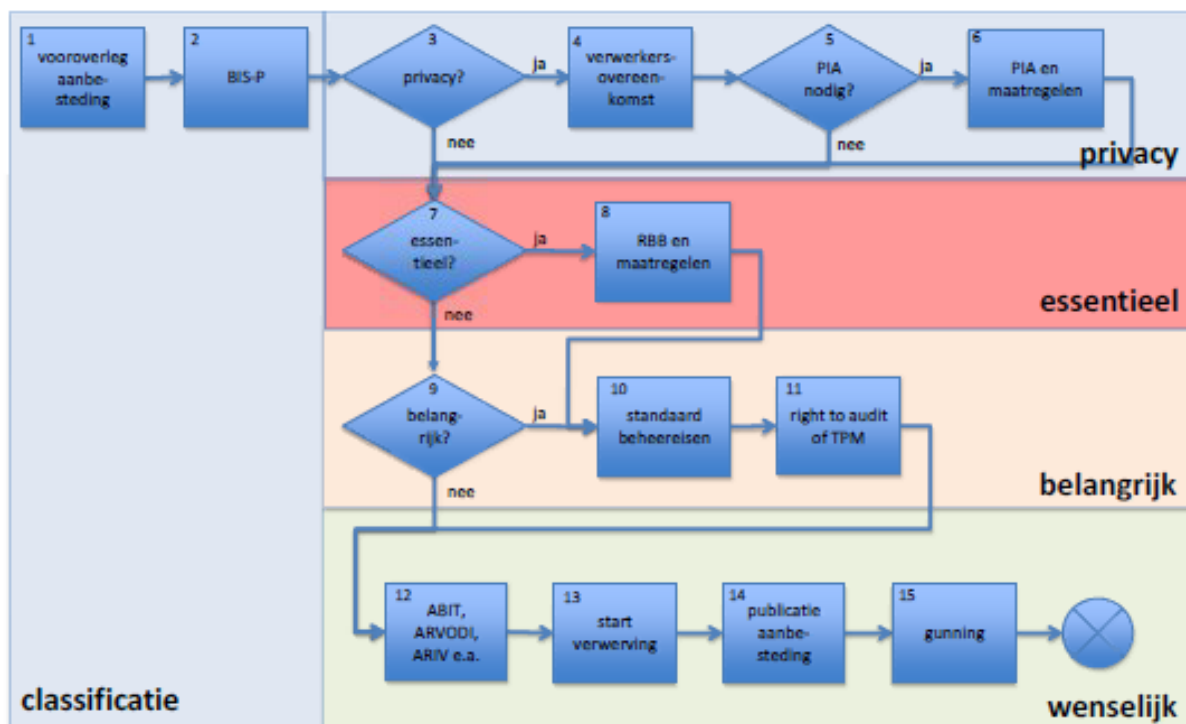 1
vooroverleg
aanbe-
steding
2
BIS-P
3
privacy?
ja
4
verwerkers-
overeen-
komst
5
PIA
nodig?
ja
6
PIA en
maatregelen
nee
nee
privacy
7
essen-
tieel?
ja
8
RBB en
maatregelen
nee
essentieel
9
belang-
rijk?
ja
10
standaard
beheereisen
11
right to audit
of TPM
nee
belangrijk
12
ABIT,
ARVODI,
ARIV e.a.
13
start
verwerving
14
publicatie
aanbe-
steding
15
gunning
classificatie
wenselijk